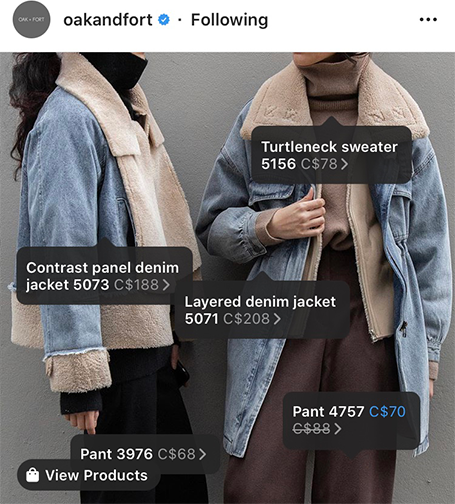 OAK + FORT
oakandfort · Following
Turtleneck sweater
5156 C$78
Contrast panel denim
jacket 5073 C$188
Layered denim jacket
5071 C$208
Pant 4757 C$70
C$88
Pant 3976 C$68
View Products